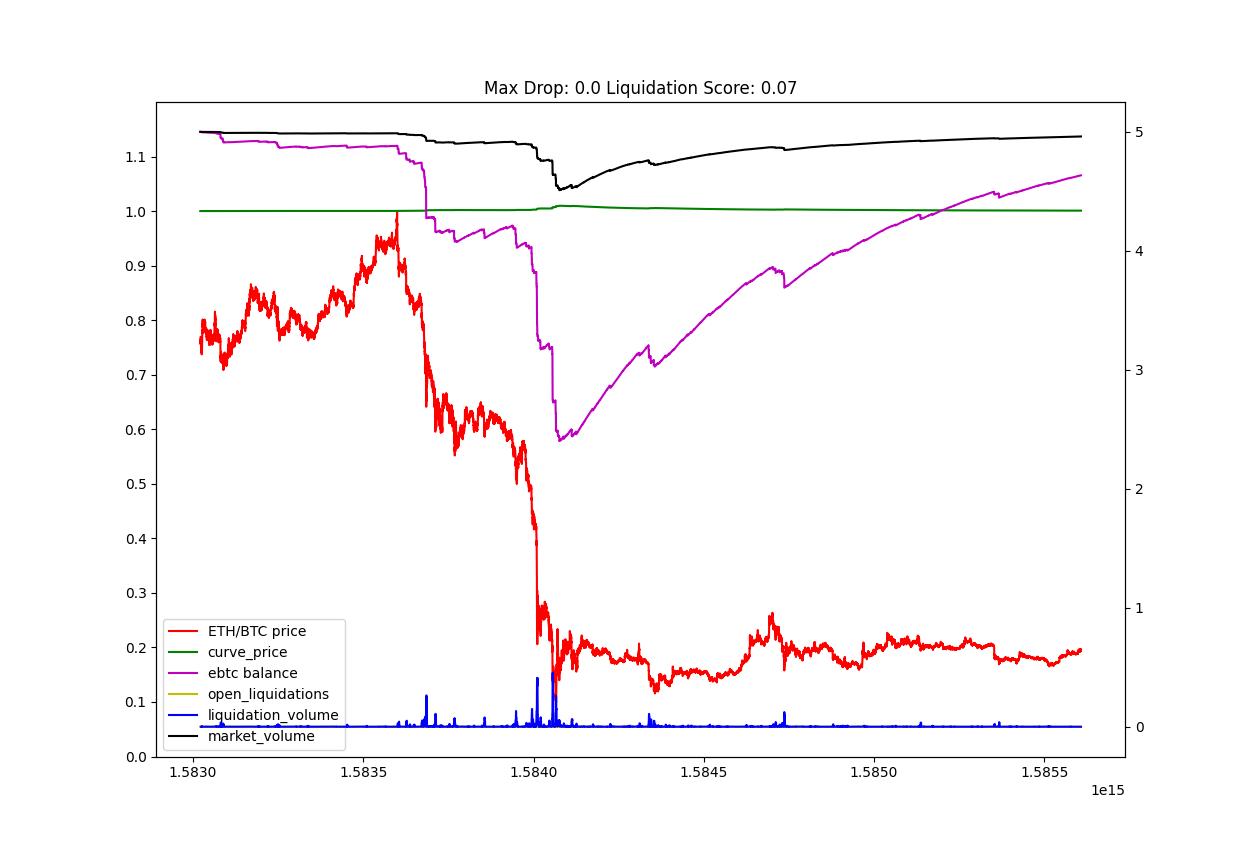 Max Drop: 0.0 Liquidation Score: 0.07
1.1
1.0
0.9
0.8
0.7
0.6
0.5
0.4
0.3
0.2
0.1
0.0
5
4
3
2
1
0
ETH/BTC price
curve_price
ebtc balance
open_liquidations
liquidation_volume
market_volume
1.5830 1.5835 1.5840 1.5845 1.5850 1.5855
1e15